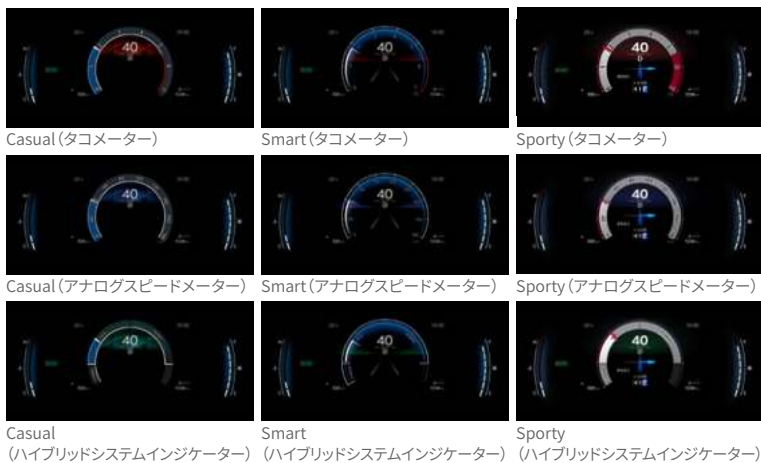 40
40
40
D
Casual（タコメーター）
Smart（タコメーター）
Sporty（タコメーター）
40
40
40
Casual（アナログスピードメーター）
Smart（アナログスピードメーター）
Sporty（アナログスピードメーター）
40
40
40
Casual
（ハイブリッドシステムインジケーター）
Smart
（ハイブリッドシステムインジケーター）
Sporty
（ハイブリッドシステムインジケーター）